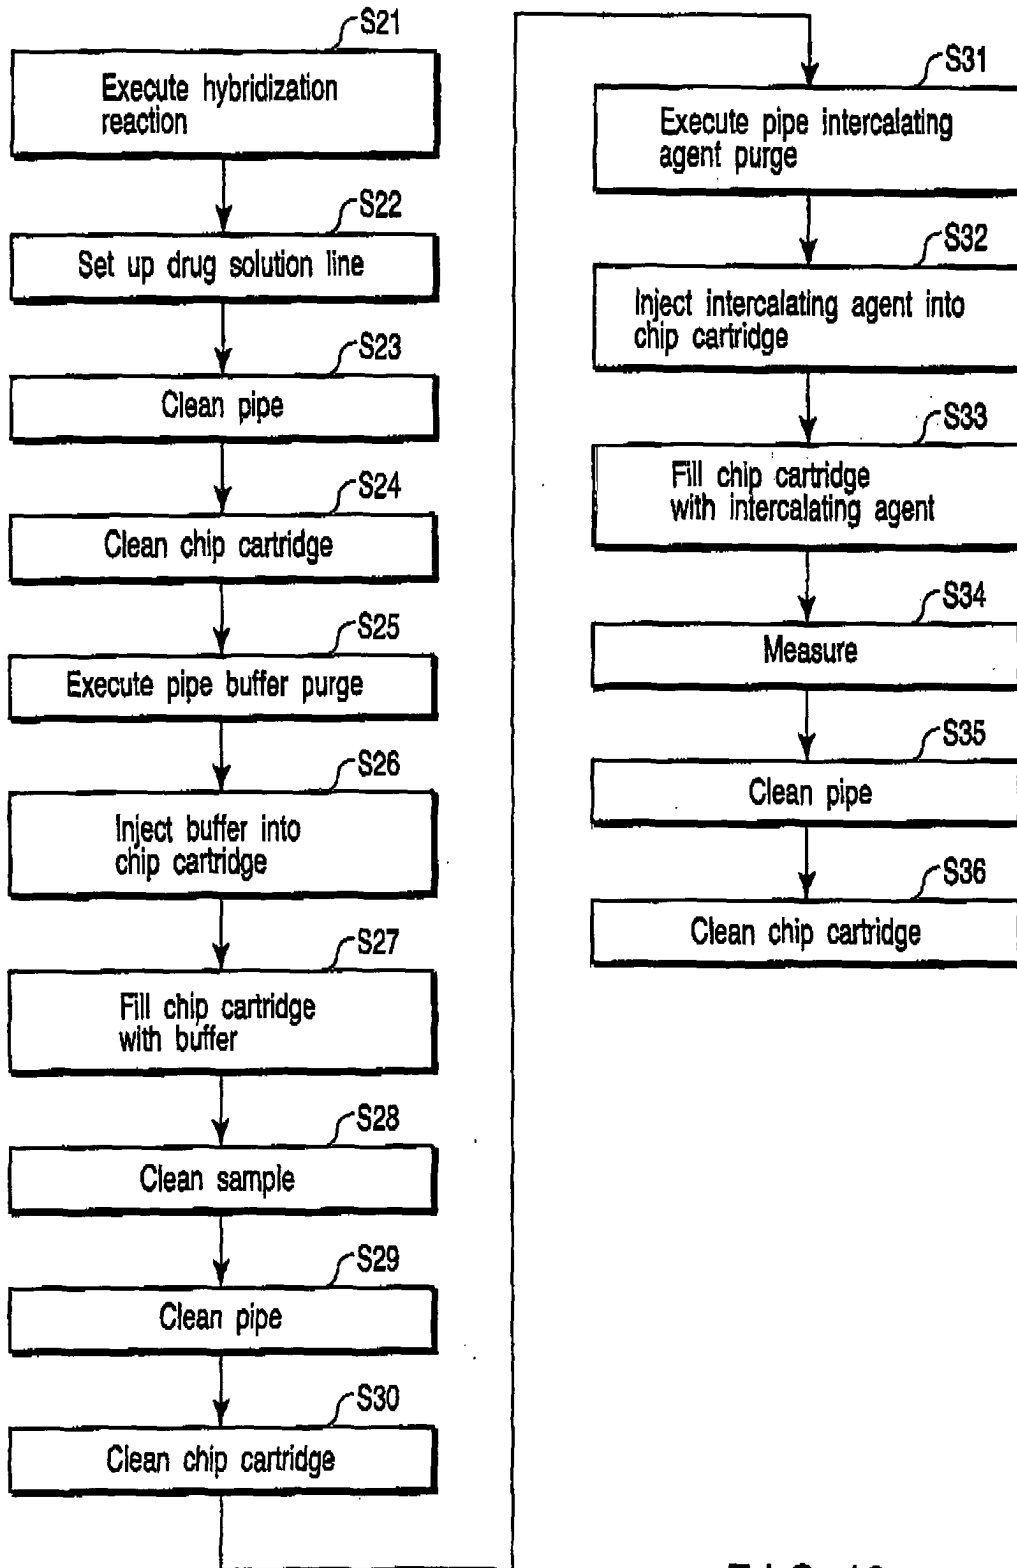 S21
Execute hybridization
reaction
S22
Set up drug solution line
S23
Clean pipe
S24
Clean chip cartridge
S25
Execute pipe buffer purge
S26
Inject buffer into
chip cartridge
S27
Fill chip cartridge
with buffer
S28
Clean sample
S29
Clean pipe
S30
Clean chip cartridge
S31
Execute pipe intercalating
agent purge
S32
Inject intercalating agent into
chip cartridge
S33
Fill chip cartridge
with intercalating agent
S34
Measure
S35
Clean pipe
S36
Clean chip cartridge